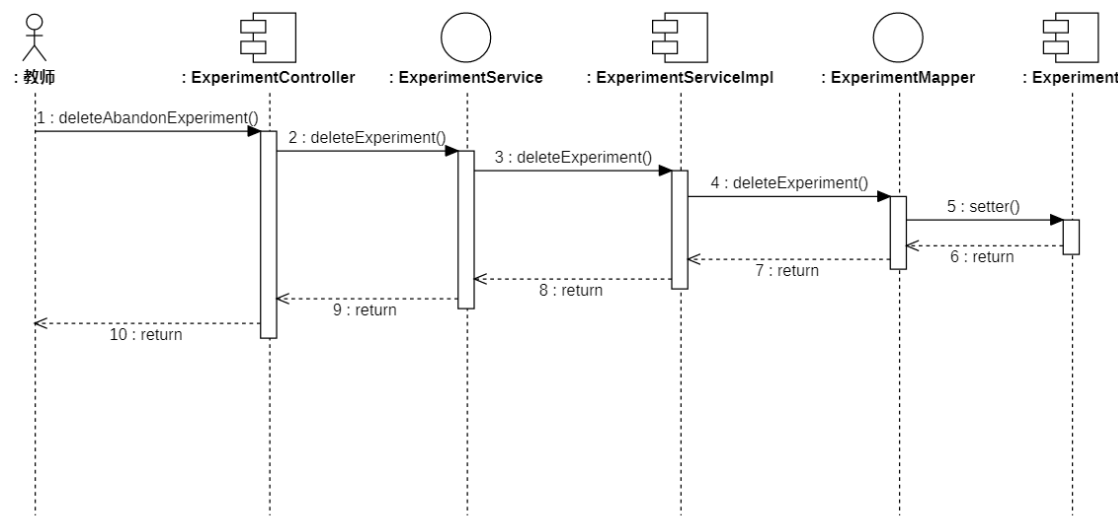 : 教师
: ExperimentController
: ExperimentService
: ExperimentServiceImpl
: ExperimentMapper
: Experiment
1 : deleteAbandonExperiment()
2 : deleteExperiment()
3 : deleteExperiment()
4 : deleteExperiment()
5 : setter()
6 : return
7 : return
8 : return
9 : return
10 : return